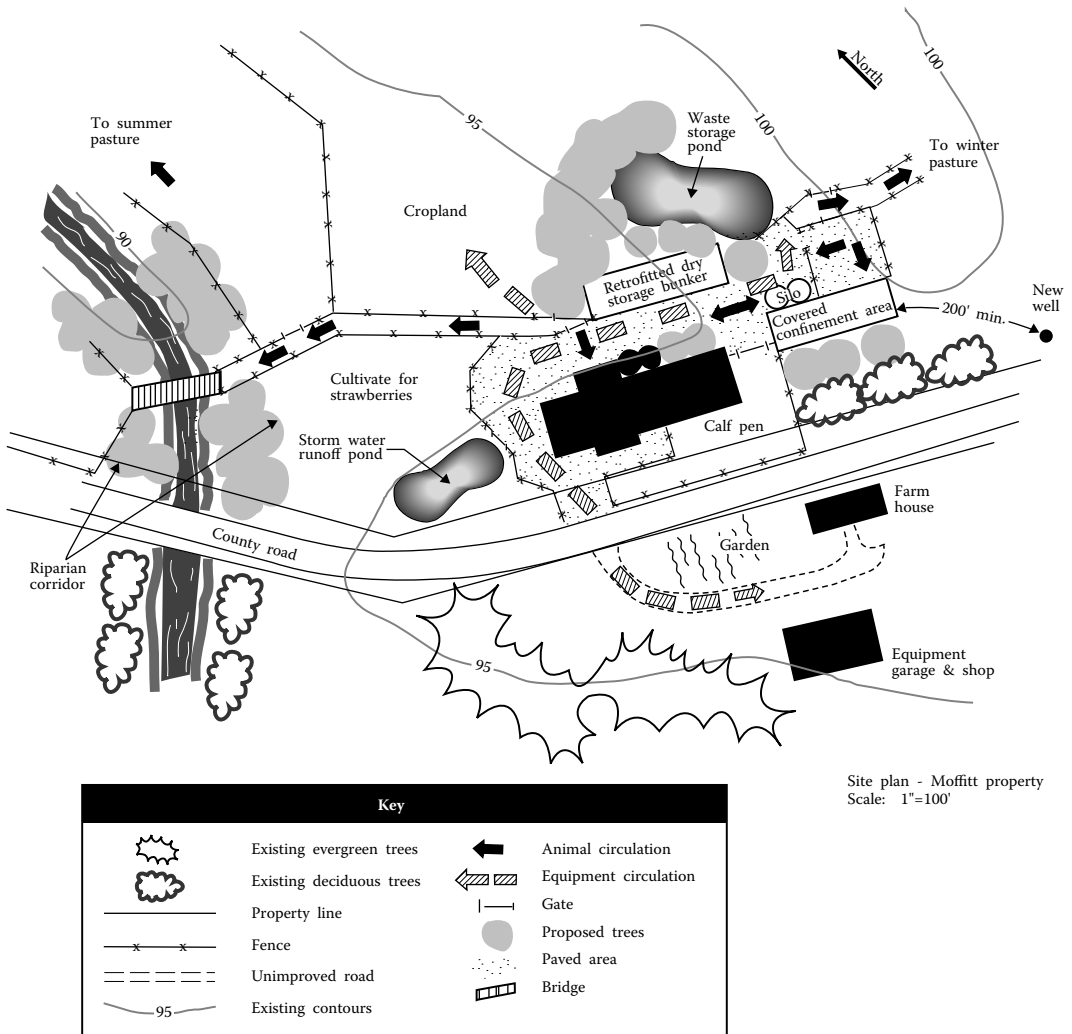 North
100
100
95
90
To summer
pasture
Waste
storage
pond
To winter
pasture
Cropland
Retrofitted dry
storage bunker
Silo
Covered
confinement area
200' min.
New
well
Cultivate for
strawberries
Storm water
runoff pond
Calf pen
County road
Riparian
corridor
Garden
Farm
house
95
Equipment
garage & shop
Site plan - Moffitt property
Scale: 1"=100'
Key
Existing evergreen trees
Existing deciduous trees
Property line
Fence
Unimproved road
95
Existing contours
Animal circulation
Equipment circulation
Gate
Proposed trees
Paved area
Bridge